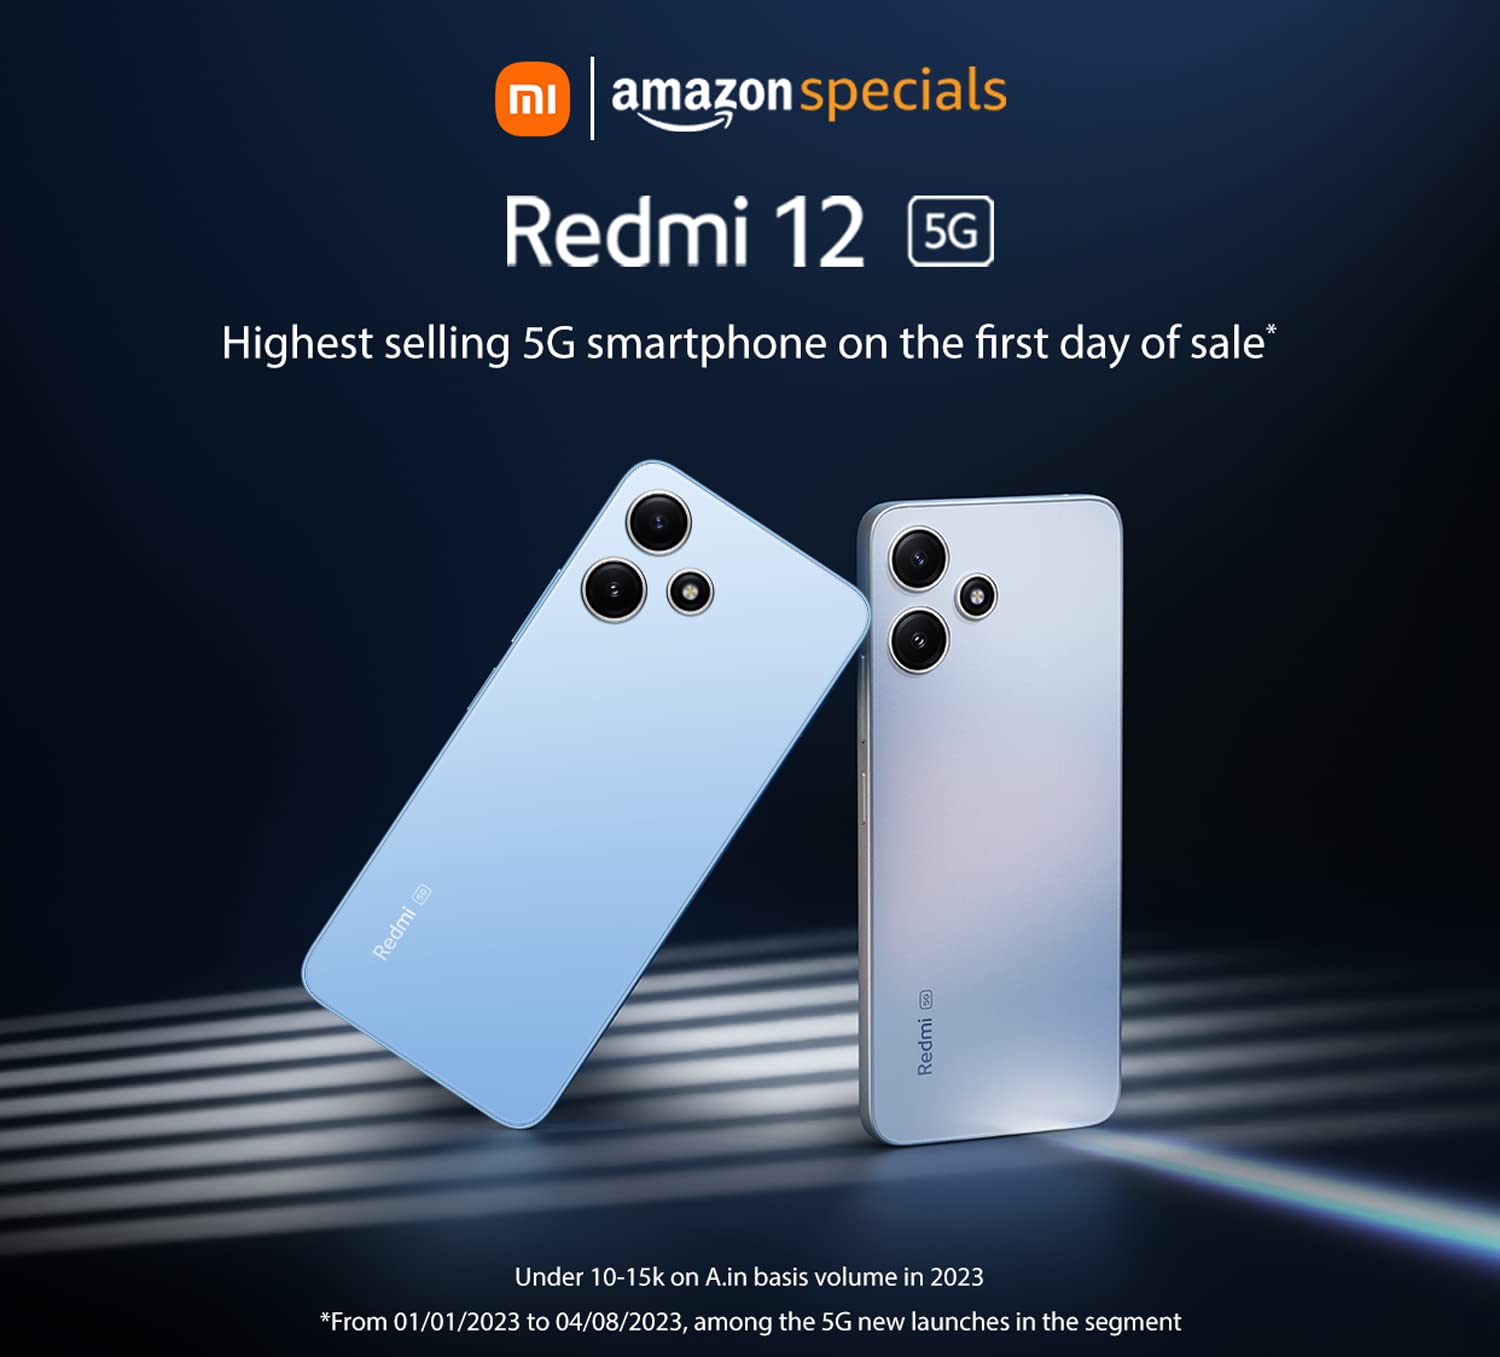 mi
amazon specials
Redmi 12 5G
Highest selling 5G smartphone on the first day of sale*
Redmi 5G
Redmi 5G
Under 10-15k on A.in basis volume in 2023
*From 01/01/2023 to 04/08/2023, among the 5G new launches in the segment